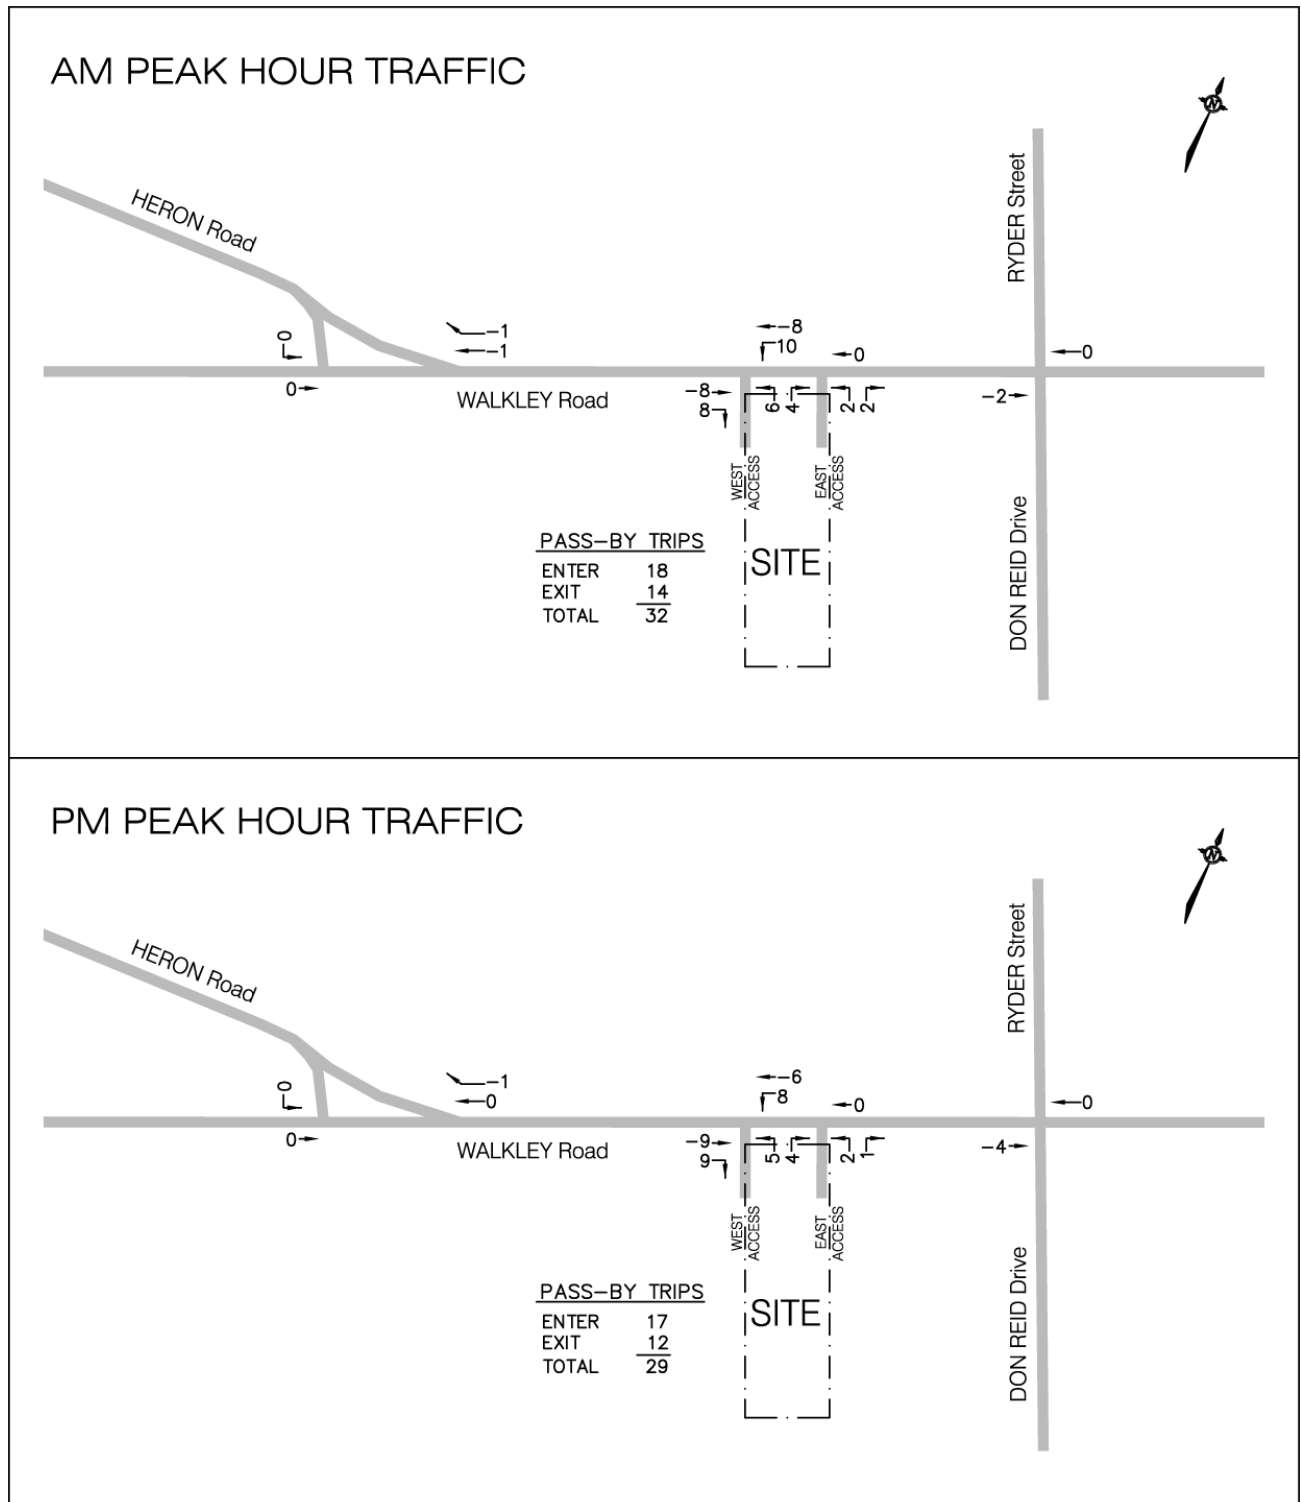 AM PEAK HOUR TRAFFIC
N
HERON Road
RYDER Street
0
-1
-1
-8
10
0
0
0
WALKLEY Road
-8
8
6
4
2
2
-2
WEST ACCESS
EAST ACCESS
DON REID Drive
PASS-BY TRIPS
SITE
ENTER 18
EXIT 14
TOTAL 32
PM PEAK HOUR TRAFFIC
N
HERON Road
RYDER Street
0
-1
0
-6
8
0
0
0
WALKLEY Road
-9
9
5
4
2
1
-4
WEST ACCESS
EAST ACCESS
DON REID Drive
PASS-BY TRIPS
SITE
ENTER 17
EXIT 12
TOTAL 29